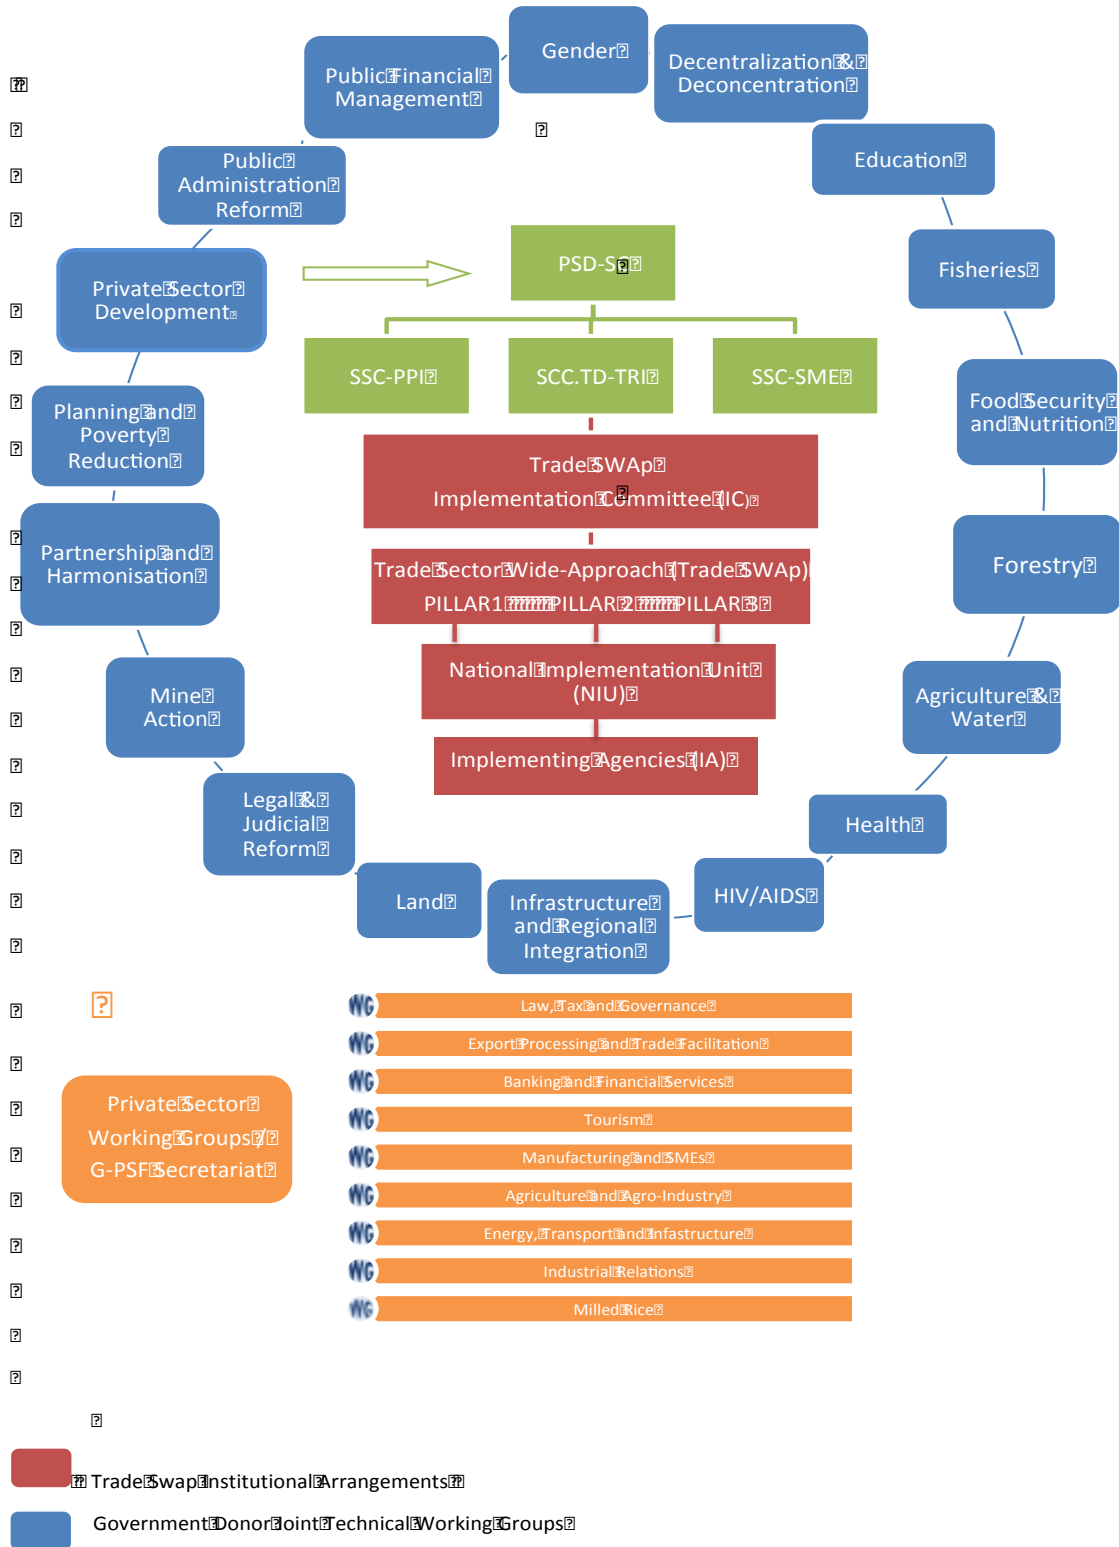 Gender
Public Financial
Management
Decentralization &
Deconcentration
Public
Administration
Reform
Education
Private Sector
Development
PSD-SC
Fisheries
SSC-PPI
SCC.TD-TRI
SSC-SME
Planning and
Poverty
Reduction
Food Security
and Nutrition
Trade SWAp
Implementation Committee (IC)
Partnership and
Harmonisation
Trade Sector Wide-Approach (Trade SWAp)
PILLAR1 PILLAR 2 PILLAR 3
Forestry
National Implementation Unit
(NIU)
Mine
Action
Agriculture &
Water
Implementing Agencies (IA)
Legal &
Judicial
Reform
Health
Land
Infrastructure
and Regional
Integration
HIV/AIDS
Private Sector
Working Groups /
G-PSF Secretariat
WG Law, Tax and Governance
WG Export Processing and Trade Facilitation
WG Banking and Financial Services
WG Tourism
WG Manufacturing and SMEs
WG Agriculture and Agro-Industry
WG Energy, Transport and Infastructure
WG Industrial Relations
WG Milled Rice
Trade Swap Institutional Arrangements
Government Donor Joint Technical Working Groups